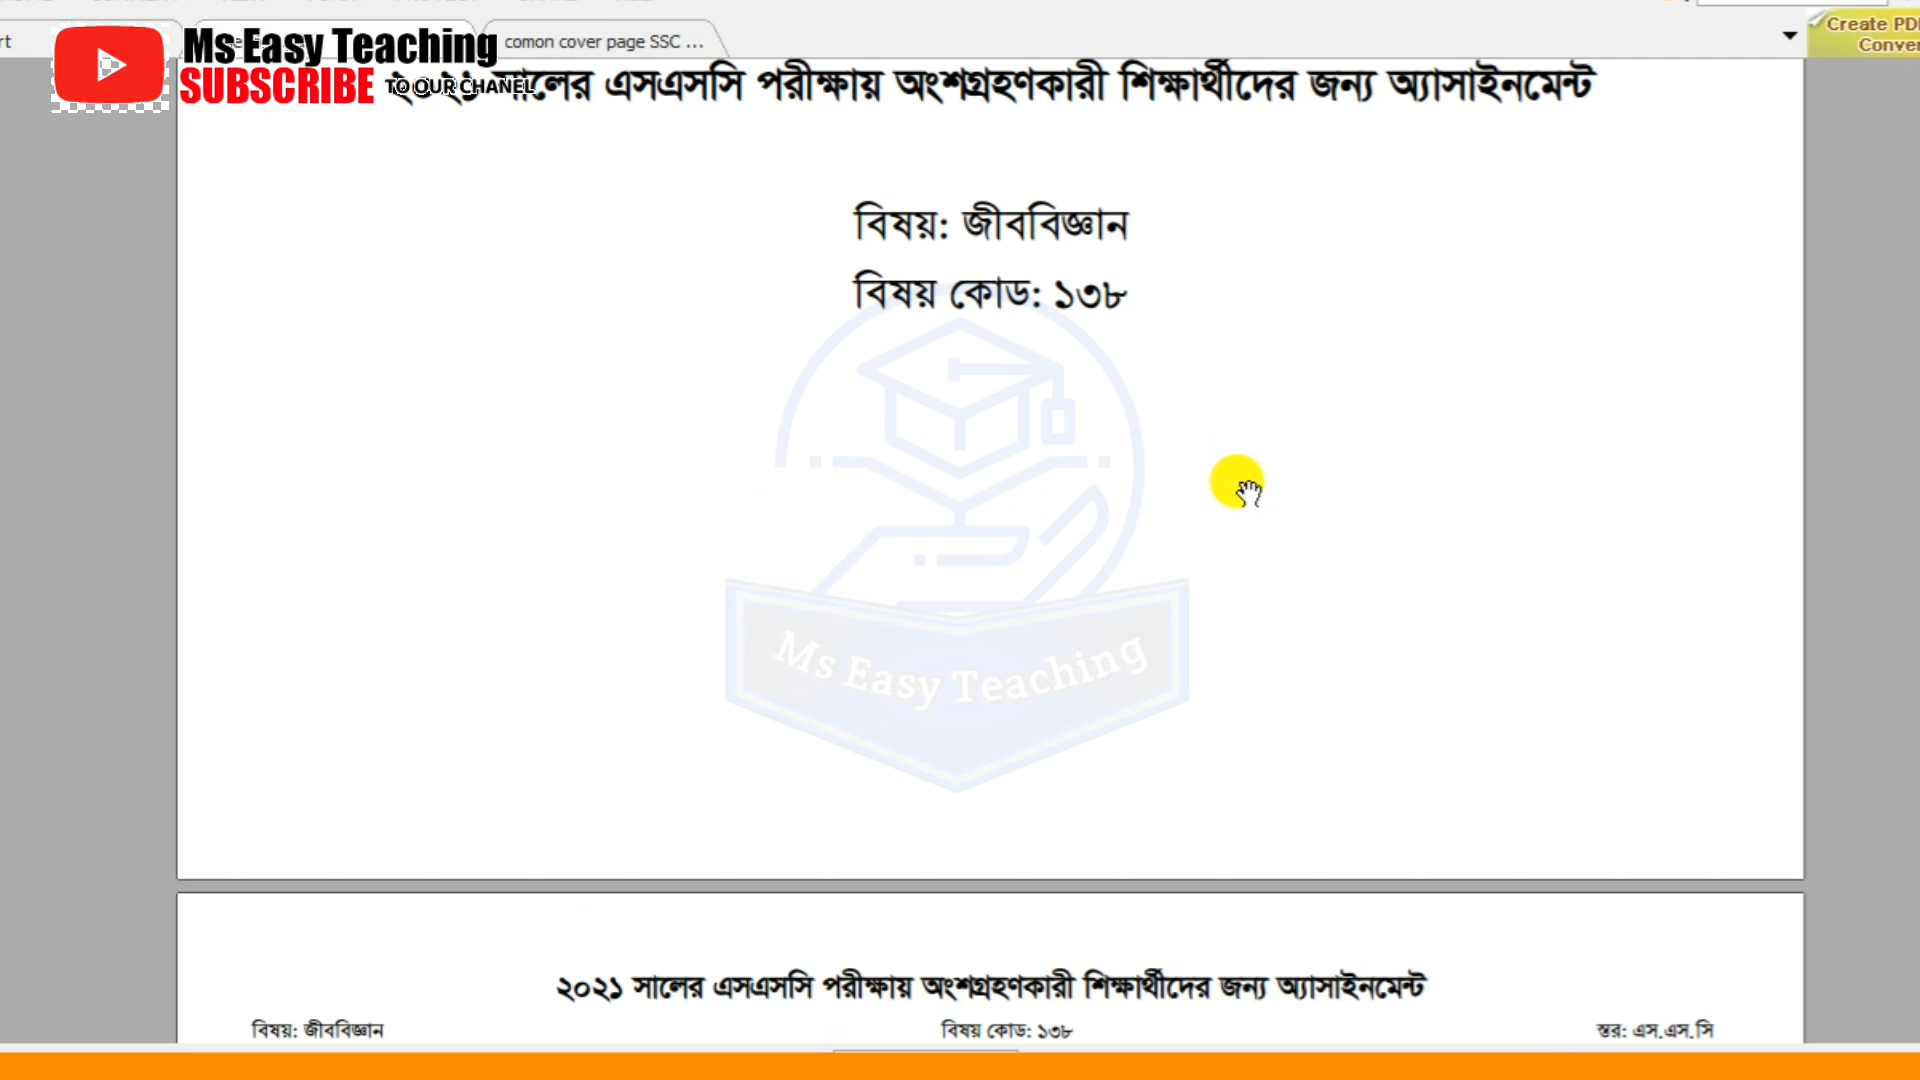 rt
comon cover page SSC ...
Create PD
Conver
Ms Easy Teaching
SUBSCRIBE TO OUR CHANEL
২০২১ সালের এসএসসি পরীক্ষায় অংশগ্রহণকারী শিক্ষার্থীদের জন্য অ্যাসাইনমেন্ট
বিষয়: জীববিজ্ঞান
বিষয় কোড: ১৩৮
Ms Easy Teaching
২০২১ সালের এসএসসি পরীক্ষায় অংশগ্রহণকারী শিক্ষার্থীদের জন্য অ্যাসাইনমেন্ট
বিষয়: জীববিজ্ঞান
বিষয় কোড: ১৩৮
স্তর: এস.এস.সি